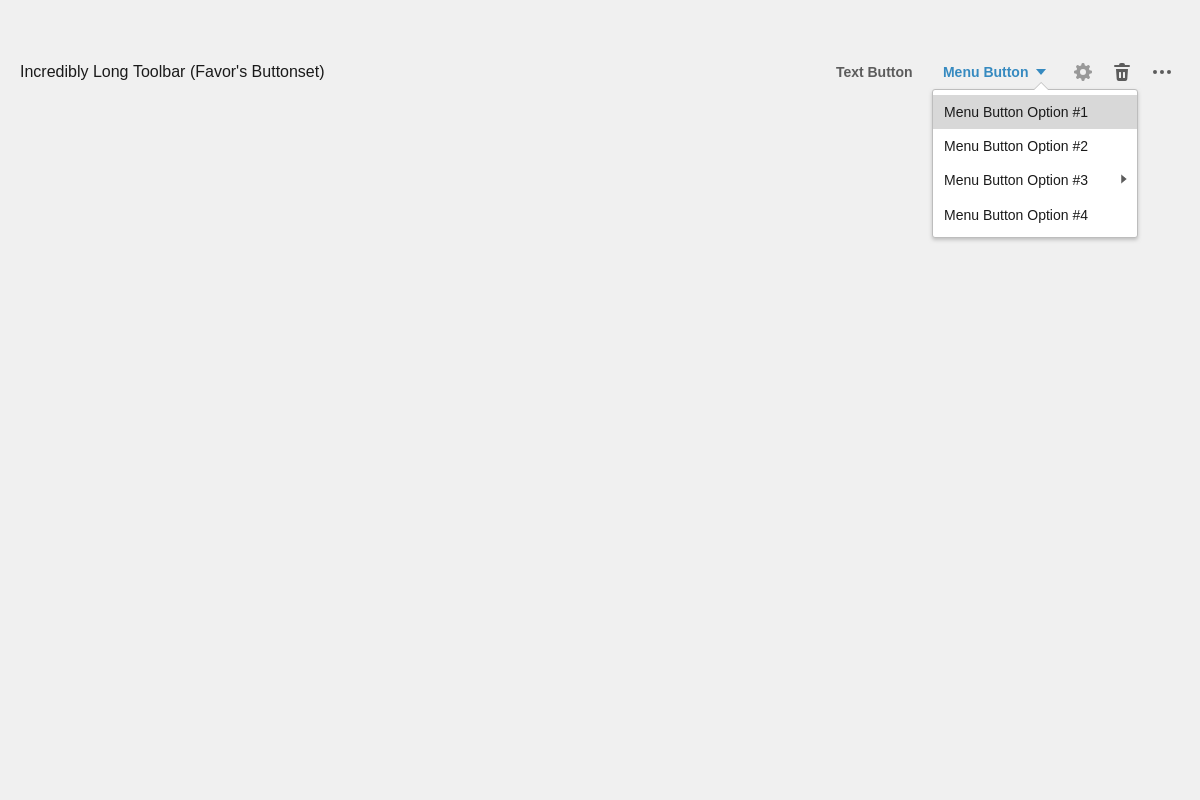 Incredibly Long Toolbar (Favor's Buttonset)
Text Button
Menu Button
Menu Button Option #1
Menu Button Option #2
Menu Button Option #3
Menu Button Option #4